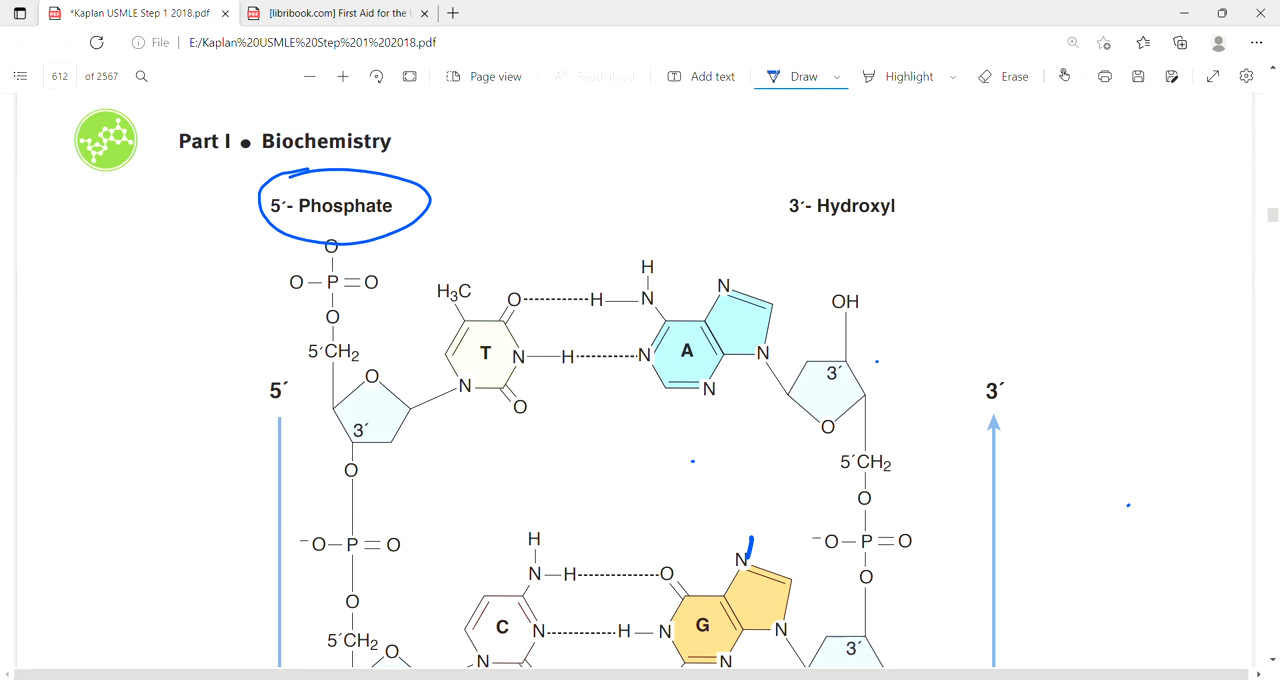 *Kaplan USMLE Step 1 2018.pdf
[libribook.com] First Aid for the
File | E:/Kaplan%20USMLE%20Step%201%202018.pdf
612 of 2567
Page view
Read aloud
Add text
Draw
Highlight
Erase
Part I ● Biochemistry
5´- Phosphate
3´- Hydroxyl
O
H
O–P=O
H3C
O
H
N
N
OH
O
5´CH2
T
N
H
N
A
N
3´
O
N
O
N
O
5´
3´
3´
O
5´CH2
O
O
H
–O–P=O
–O–P=O
N
H
O
N
O
O
C
N
H
N
G
N
5´CH2
O
N
N
3´